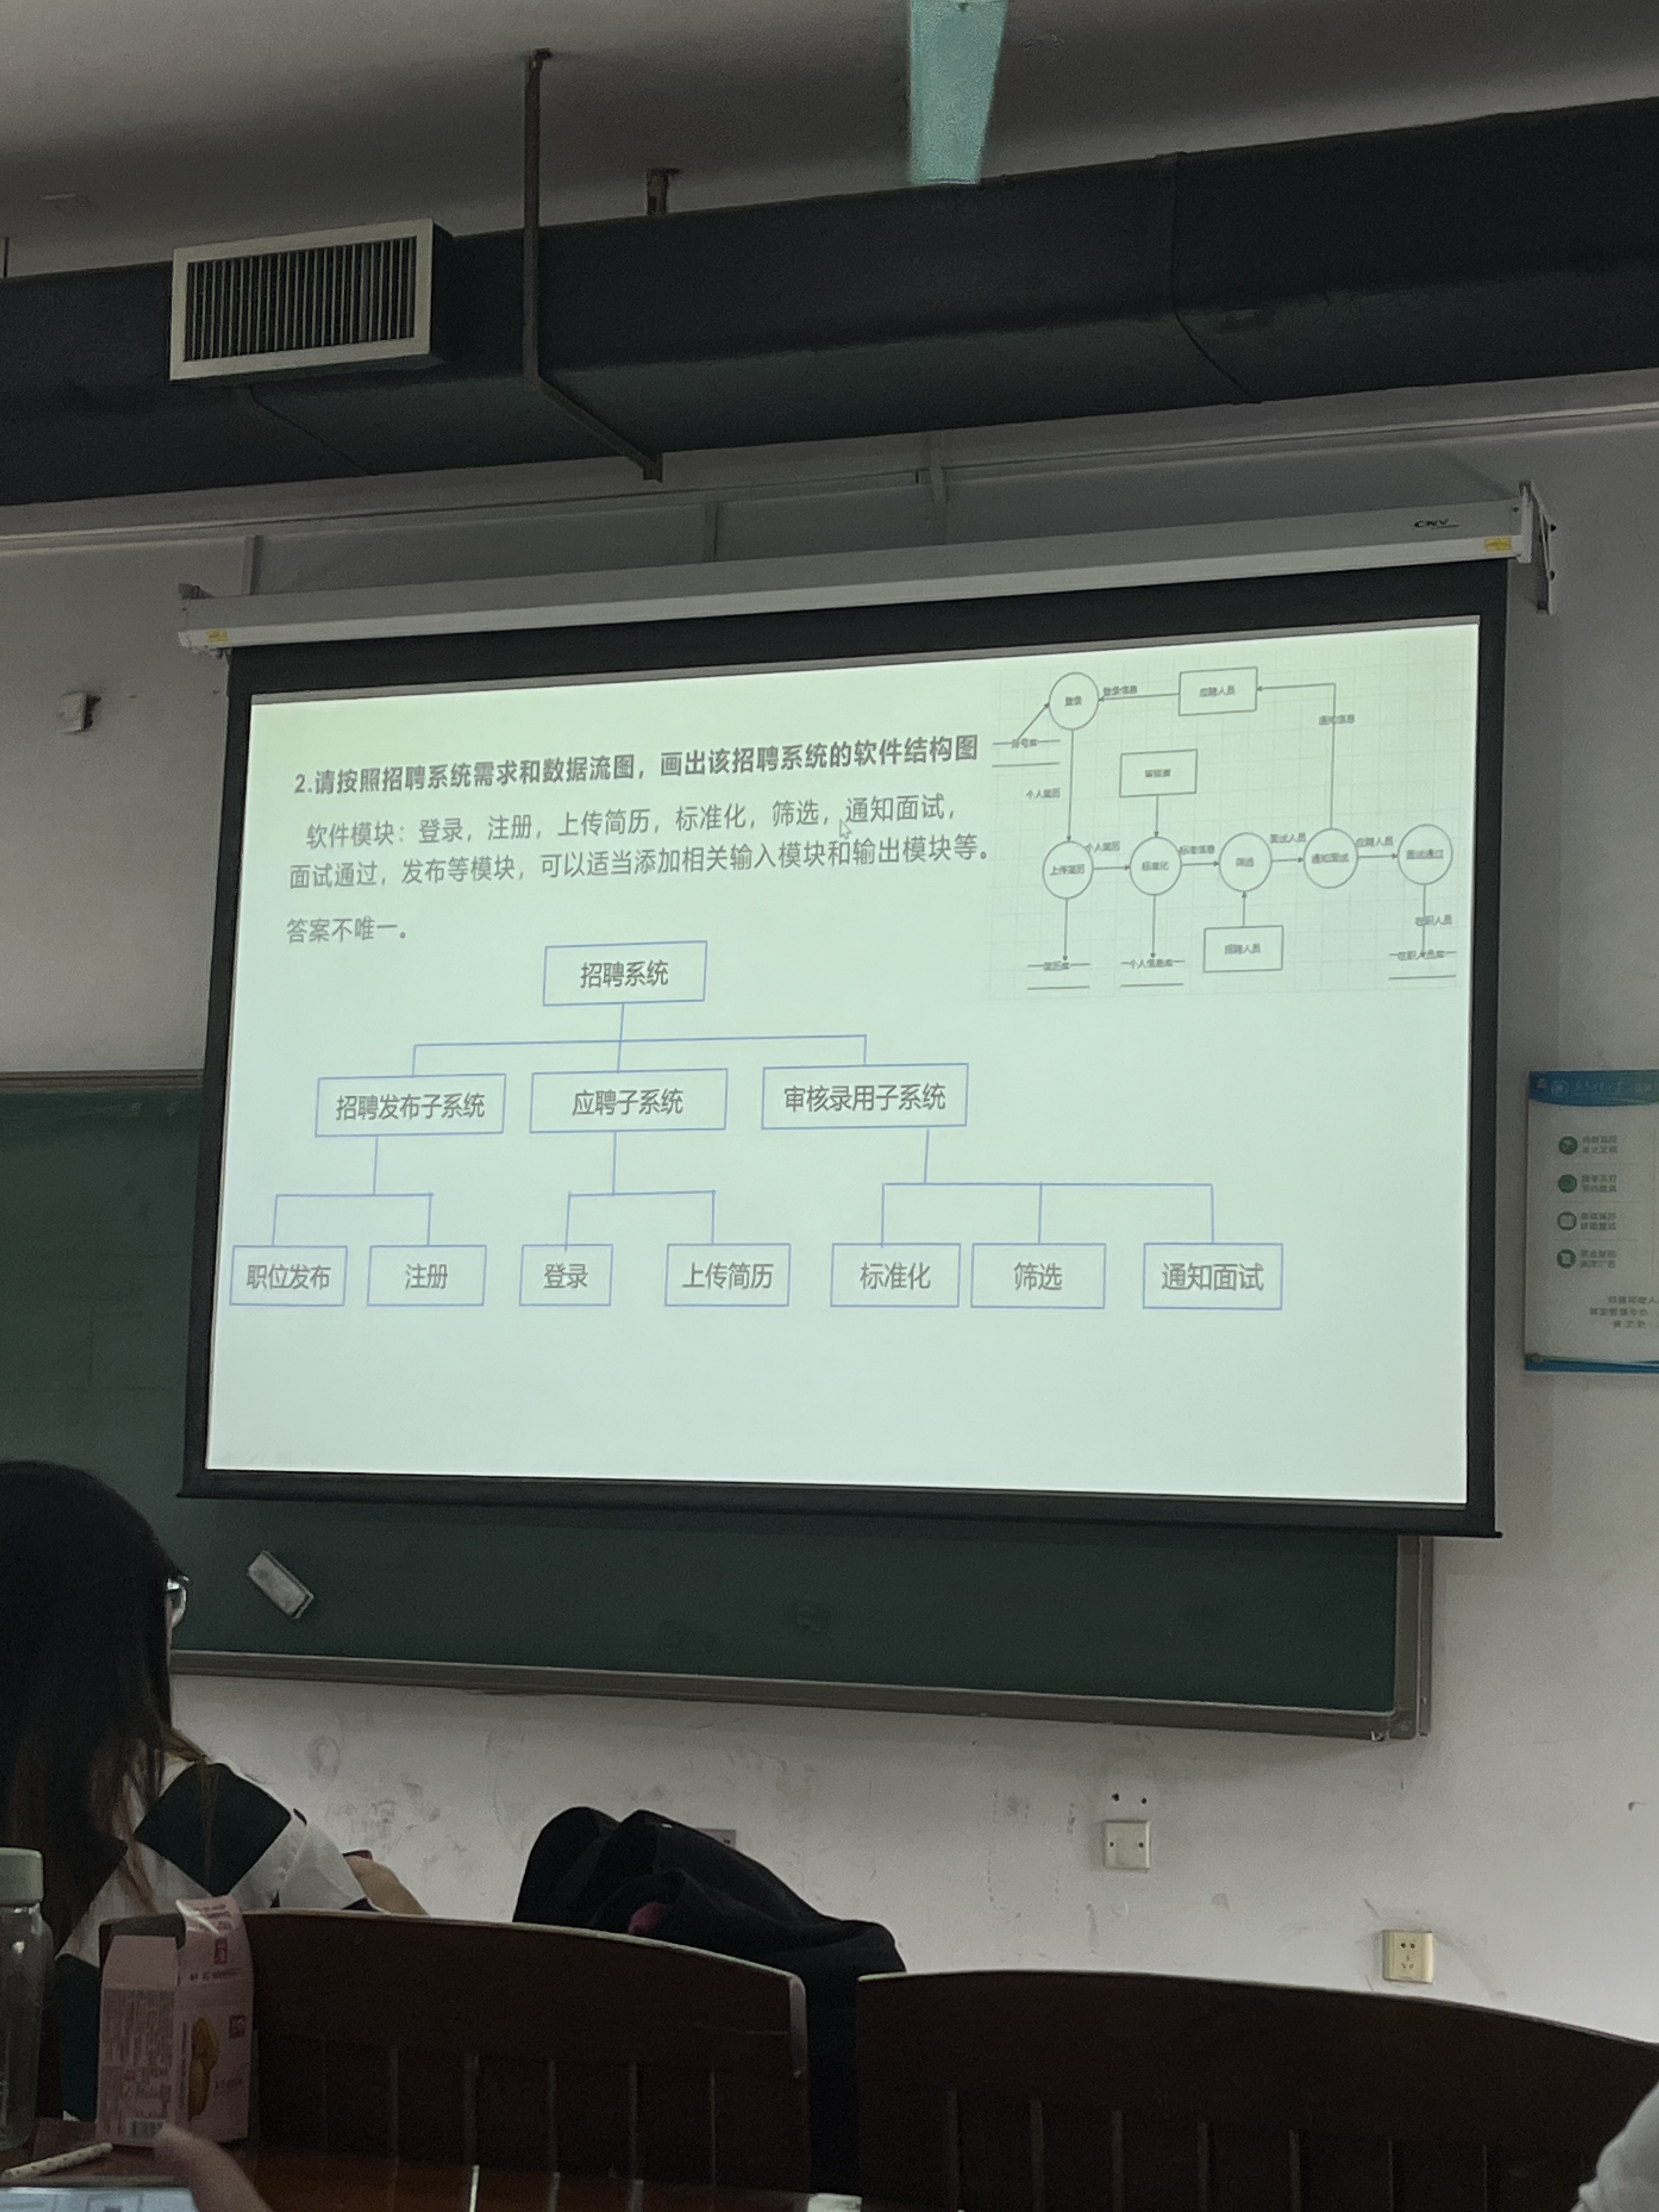 CNV
2.请按照招聘系统需求和数据流图，画出该招聘系统的软件结构图
软件模块：登录，注册，上传简历，标准化，筛选，通知面试，
面试通过，发布等模块，可以适当添加相关输入模块和输出模块等。
答案不唯一。
登录
登录信息
应聘人员
通知信息
个人简历
上传简历
个人简历
标准化
标准信息
筛选
面试人员
通知面试
应聘人员
面试通过
在职人员
简历库
个人信息库
招聘人员
在职人员库
招聘系统
招聘发布子系统
应聘子系统
审核录用子系统
职位发布
注册
登录
上传简历
标准化
筛选
通知面试